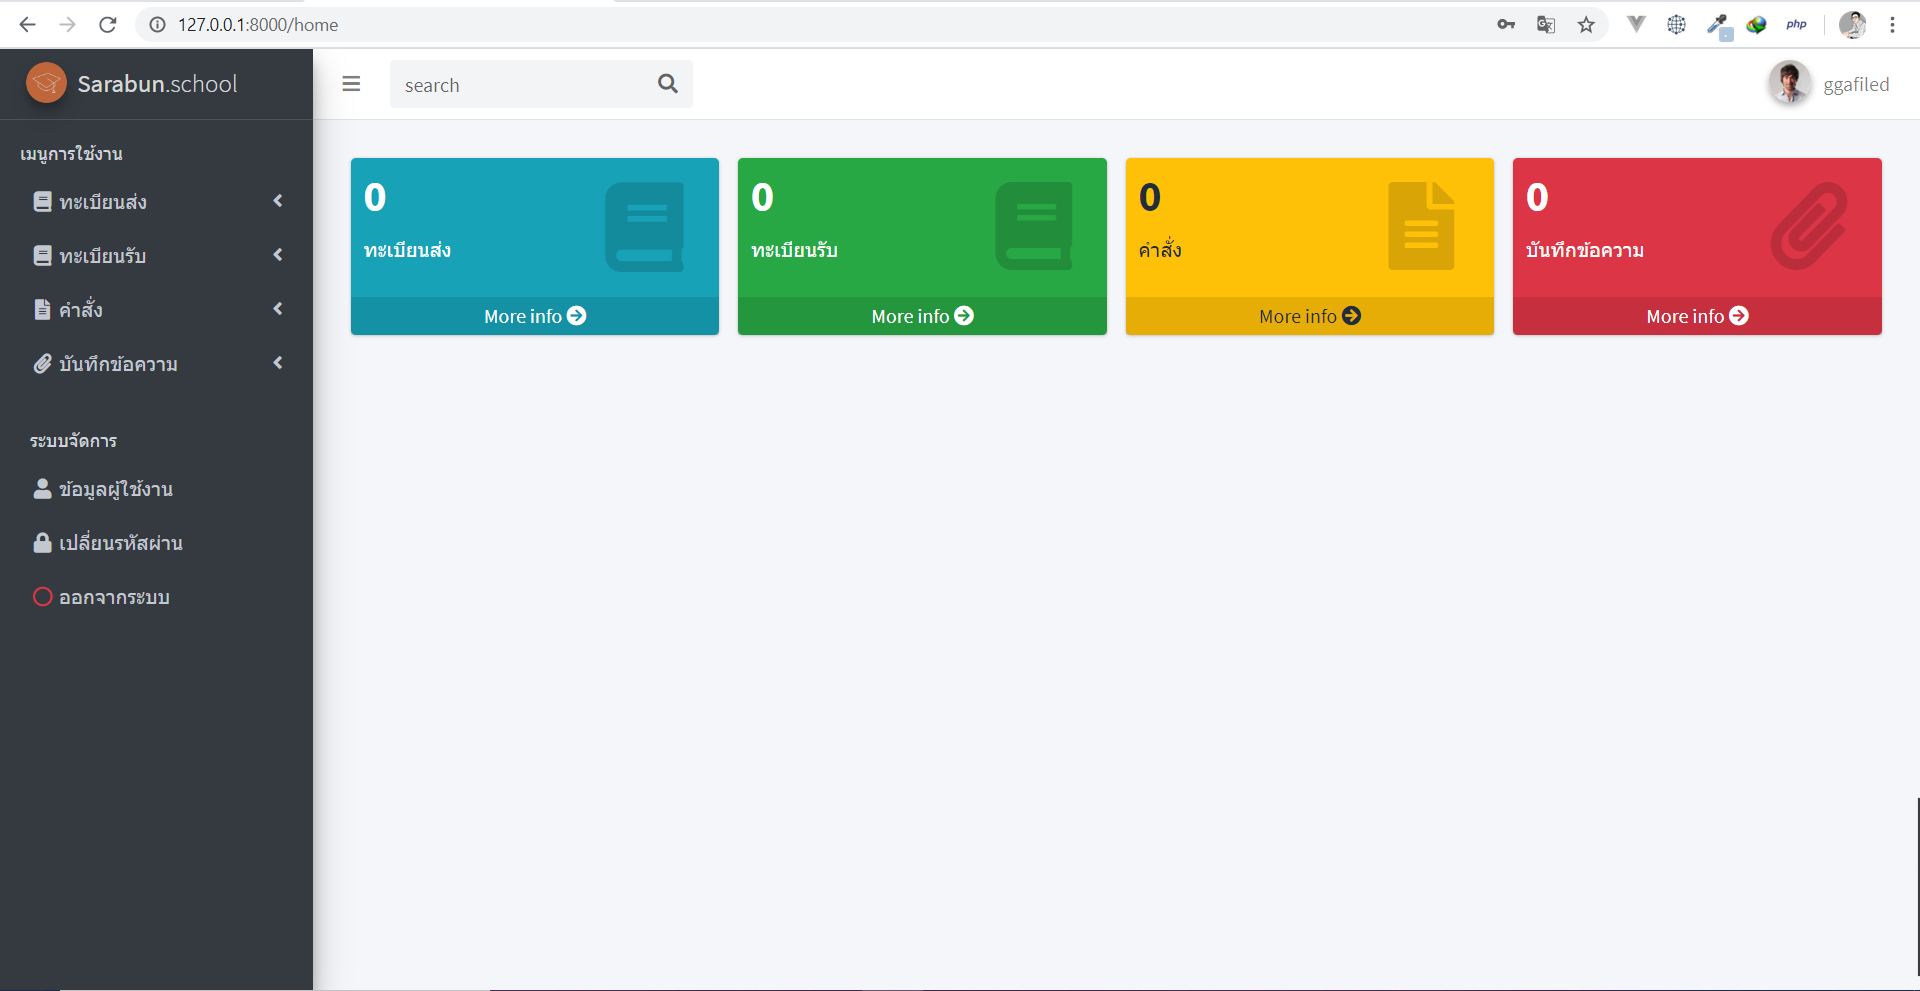 127.0.0.1:8000/home
php
Sarabun.school
search
ggafiled
เมนูการใช้งาน
ทะเบียนส่ง
ทะเบียนรับ
คำสั่ง
บันทึกข้อความ
ระบบจัดการ
ข้อมูลผู้ใช้งาน
เปลี่ยนรหัสผ่าน
ออกจากระบบ
0
ทะเบียนส่ง
More info
0
ทะเบียนรับ
More info
0
คำสั่ง
More info
0
บันทึกข้อความ
More info